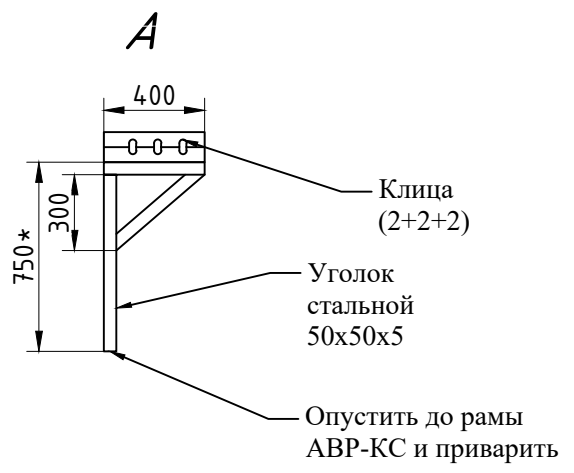 А
400
300
750*
Клица
(2+2+2)
Уголок
стальной
50х50х5
Опустить до рамы
АВР-КС и приварить